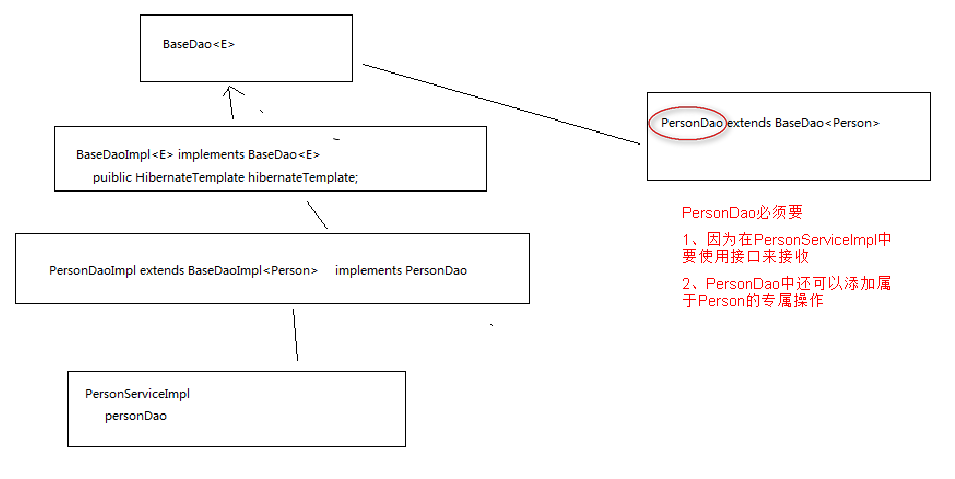 BaseDao<E>
PersonDao extends BaseDao<Person>
BaseDaoImpl<E> implements BaseDao<E>
puiblic HibernateTemplate hibernateTemplate;
PersonDao必须要
1、因为在PersonServiceImpl中
要使用接口来接收
2、PersonDao中还可以添加属
于Person的专属操作
PersonDaoImpl extends BaseDaoImpl<Person> implements PersonDao
PersonServiceImpl
personDao